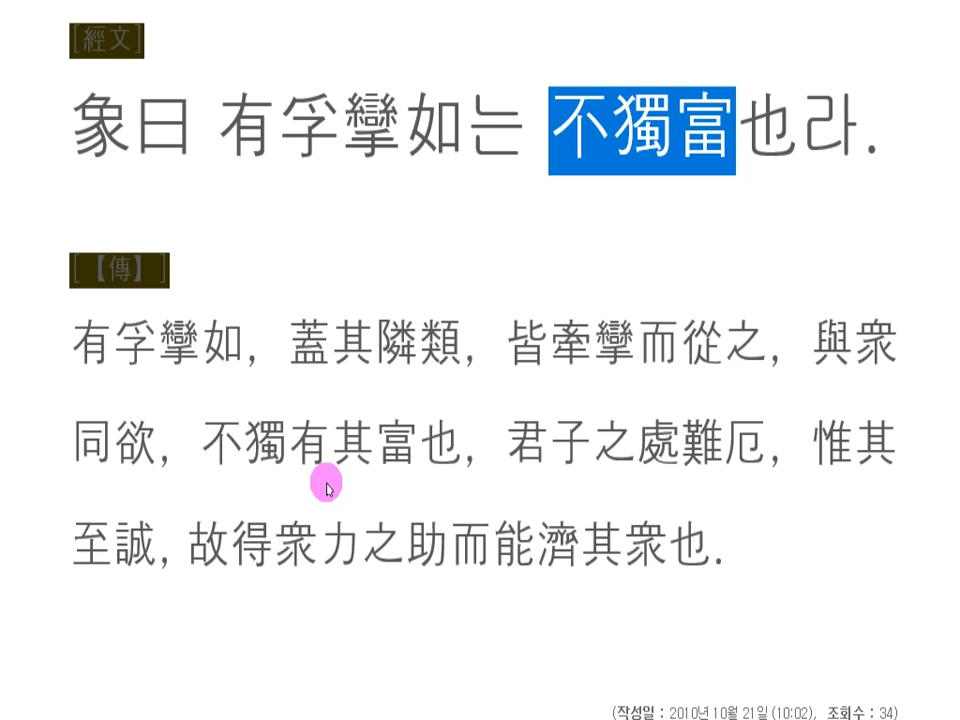 [經文]
象曰 有孚攣如는 不獨富也라.
[【傳】]
有孚攣如, 蓋其隣類, 皆牽攣而從之, 與衆
同欲, 不獨有其富也, 君子之處難厄, 惟其
至誠, 故得衆力之助而能濟其衆也.
(작성일 : 2010년 10월 21일 (10:02), 조회수 : 34)